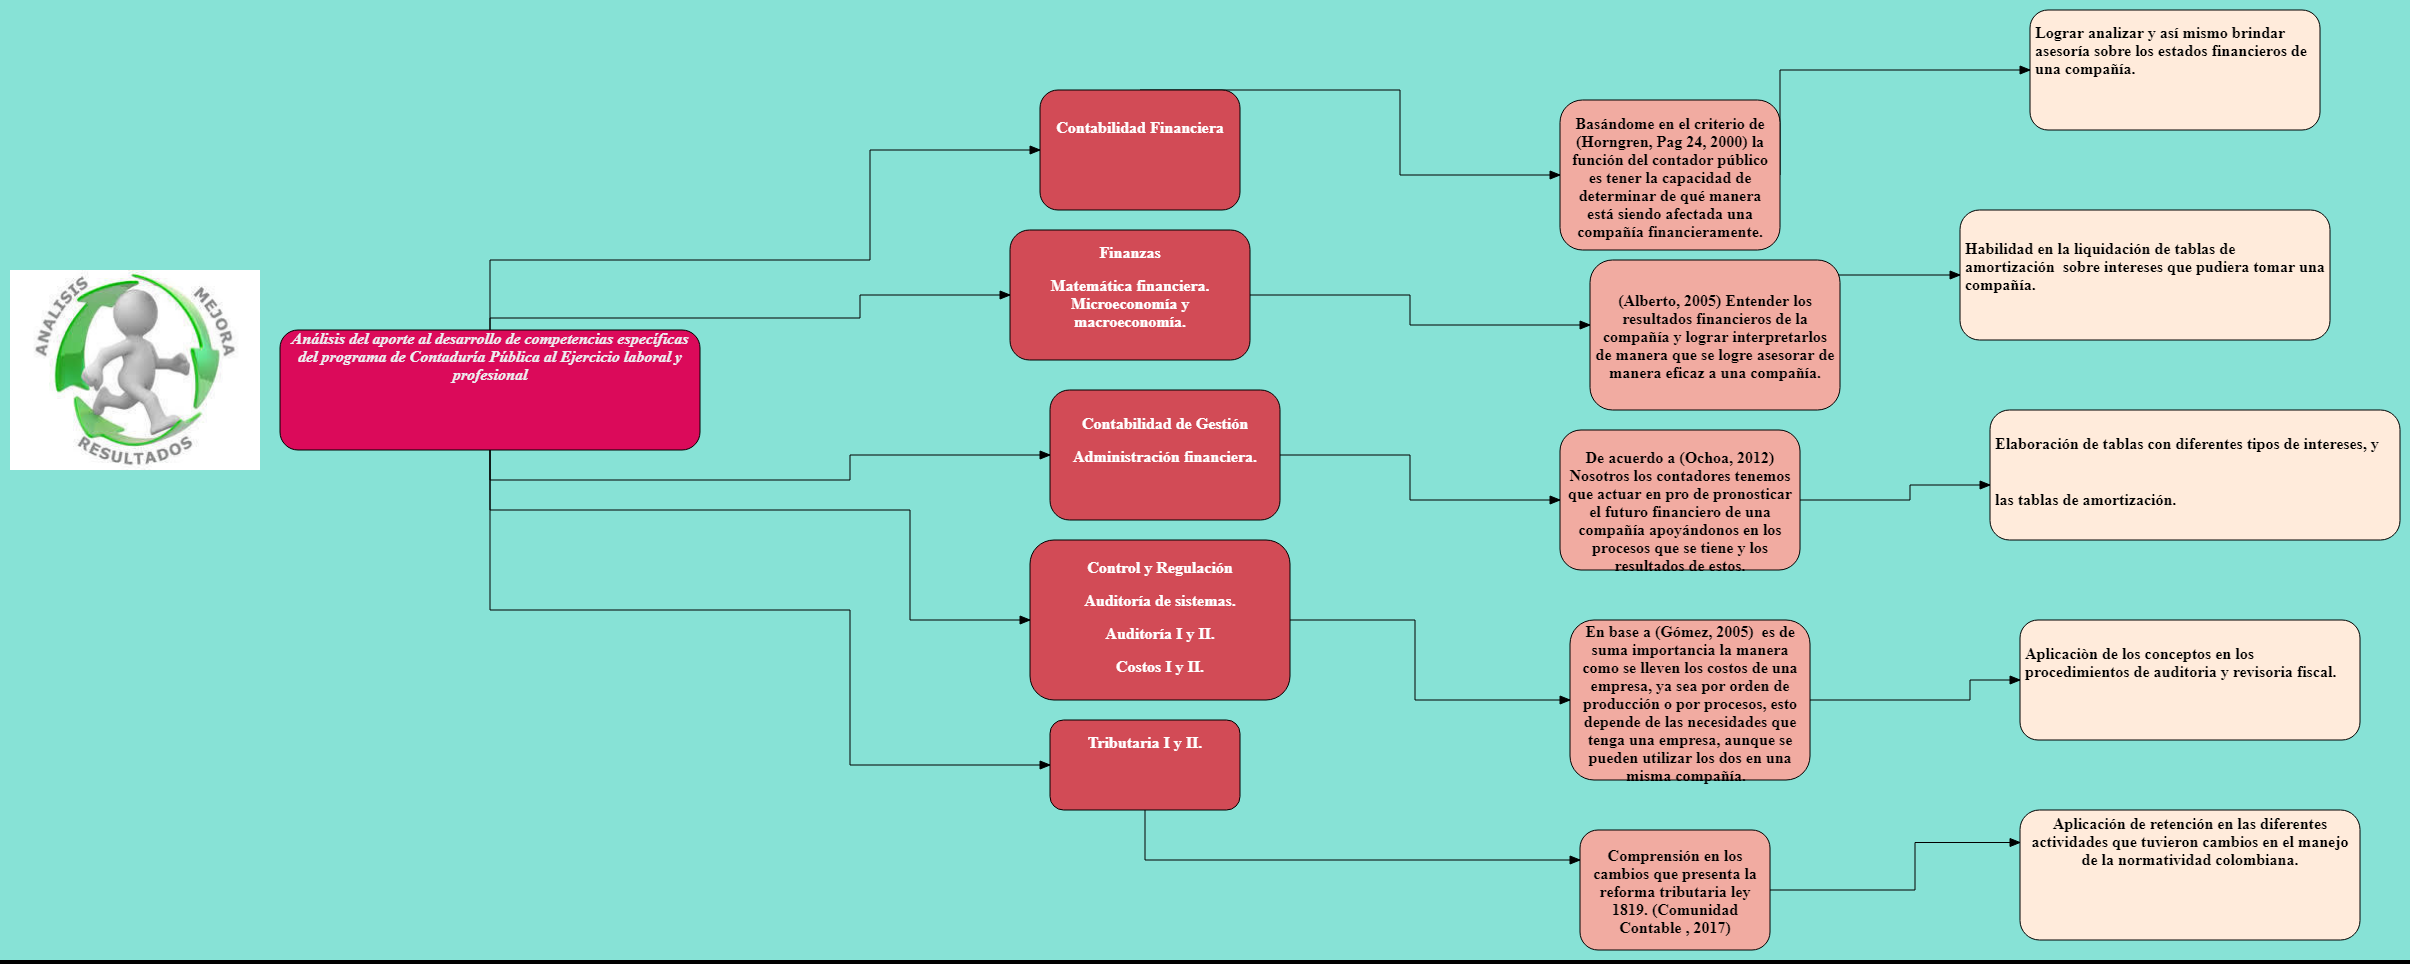 ANALISIS
MEJORA
RESULTADOS
Análisis del aporte al desarrollo de competencias específicas
del programa de Contaduría Pública al Ejercicio laboral y
profesional
Contabilidad Financiera
Basándome en el criterio de
(Horngren, Pag 24, 2000) la
función del contador público
es tener la capacidad de
determinar de qué manera
está siendo afectada una
compañía financieramente.
Lograr analizar y así mismo brindar
asesoría sobre los estados financieros de
una compañía.
Finanzas
Matemática financiera.
Microeconomía y
macroeconomía.
(Alberto, 2005) Entender los
resultados financieros de la
compañía y lograr interpretarlos
de manera que se logre asesorar de
manera eficaz a una compañía.
Habilidad en la liquidación de tablas de
amortización  sobre intereses que pudiera tomar una
compañía.
Contabilidad de Gestión
Administración financiera.
De acuerdo a (Ochoa, 2012)
Nosotros los contadores tenemos
que actuar en pro de pronosticar
el futuro financiero de una
compañía apoyándonos en los
procesos que se tiene y los
resultados de estos.
Elaboración de tablas con diferentes tipos de intereses, y
las tablas de amortización.
Control y Regulación
Auditoría de sistemas.
Auditoría I y II.
Costos I y II.
En base a (Gómez, 2005)  es de
suma importancia la manera
como se lleven los costos de una
empresa, ya sea por orden de
producción o por procesos, esto
depende de las necesidades que
tenga una empresa, aunque se
pueden utilizar los dos en una
misma compañía.
Aplicaciòn de los conceptos en los
procedimientos de auditoria y revisoria fiscal.
Tributaria I y II.
Comprensión en los
cambios que presenta la
reforma tributaria ley
1819. (Comunidad
Contable , 2017)
Aplicación de retención en las diferentes
actividades que tuvieron cambios en el manejo
de la normatividad colombiana.